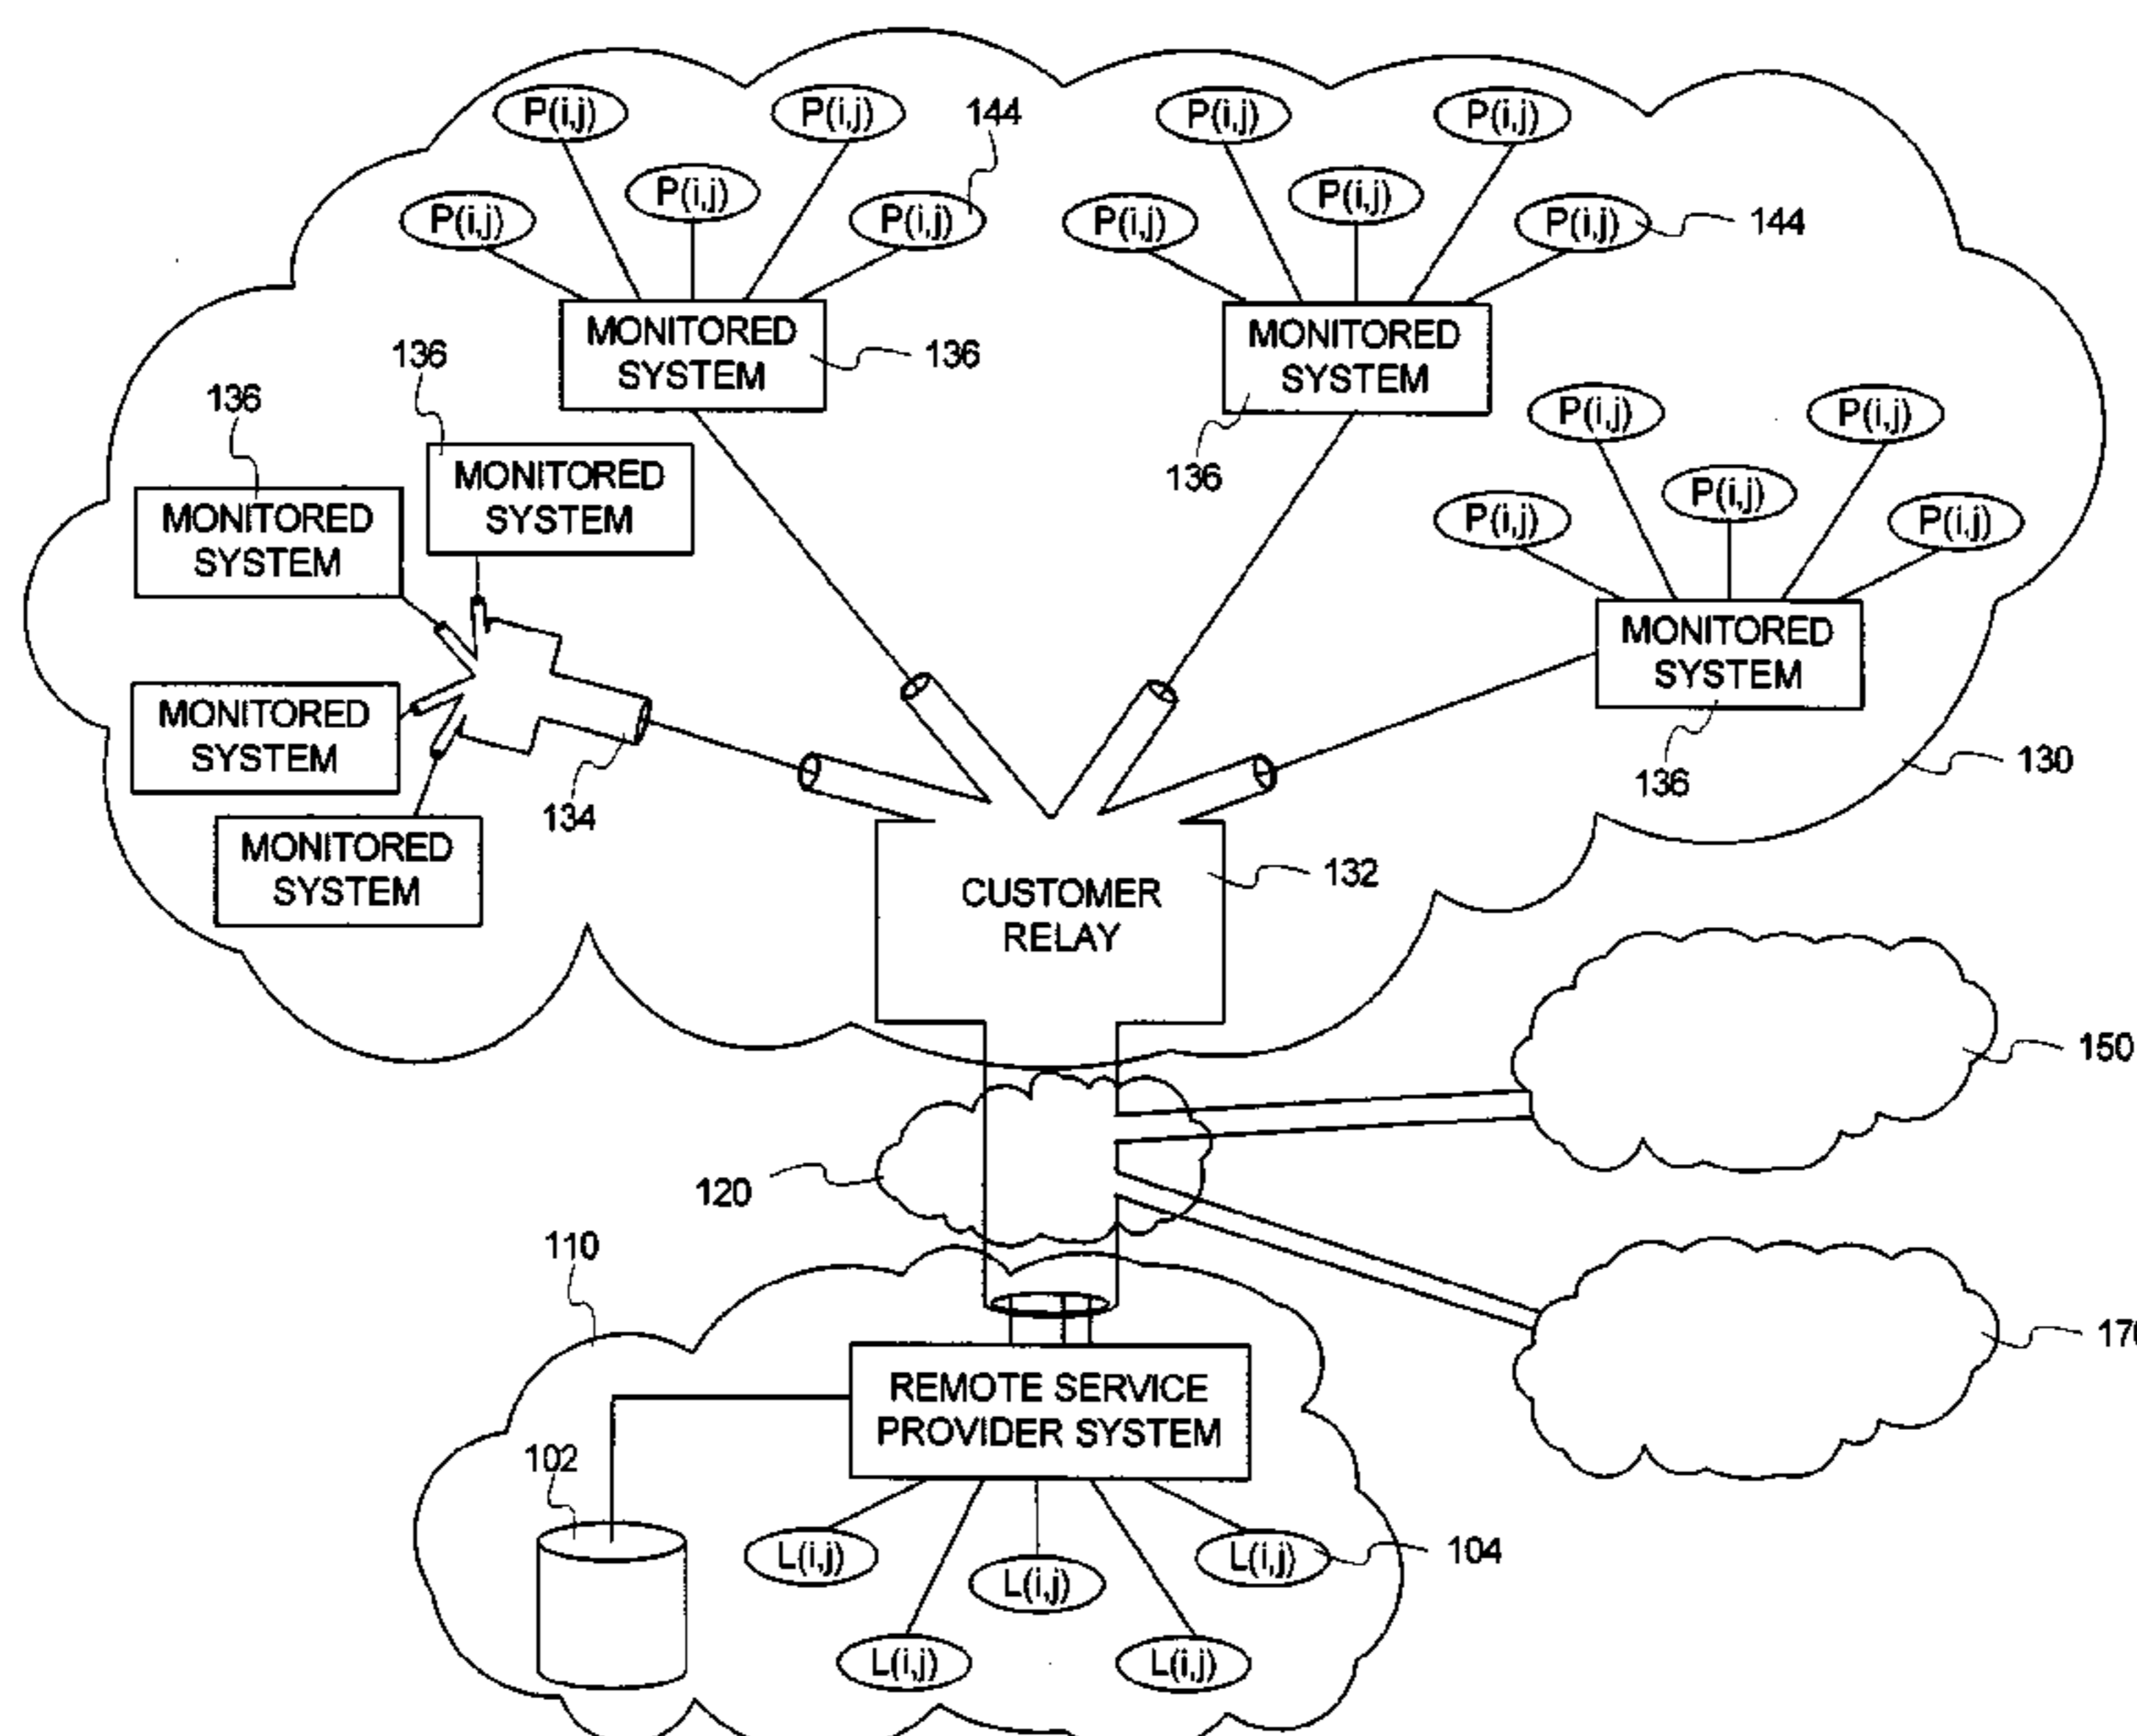 P(i,j)
P(i,j)
144
P(i,j)
P(i,j)
P(i,j)
P(i,j)
P(i,j)
P(i,j)
P(i,j)
P(i,j)
144
MONITORED
SYSTEM
136
MONITORED
SYSTEM
136
136
MONITORED
SYSTEM
136
MONITORED
SYSTEM
P(i,j)
P(i,j)
P(i,j)
P(i,j)
P(i,j)
MONITORED
SYSTEM
136
130
MONITORED
SYSTEM
134
MONITORED
SYSTEM
CUSTOMER
RELAY
132
150
120
110
170
REMOTE SERVICE
PROVIDER SYSTEM
102
L(i,j)
L(i,j)
L(i,j)
104
L(i,j)
L(i,j)